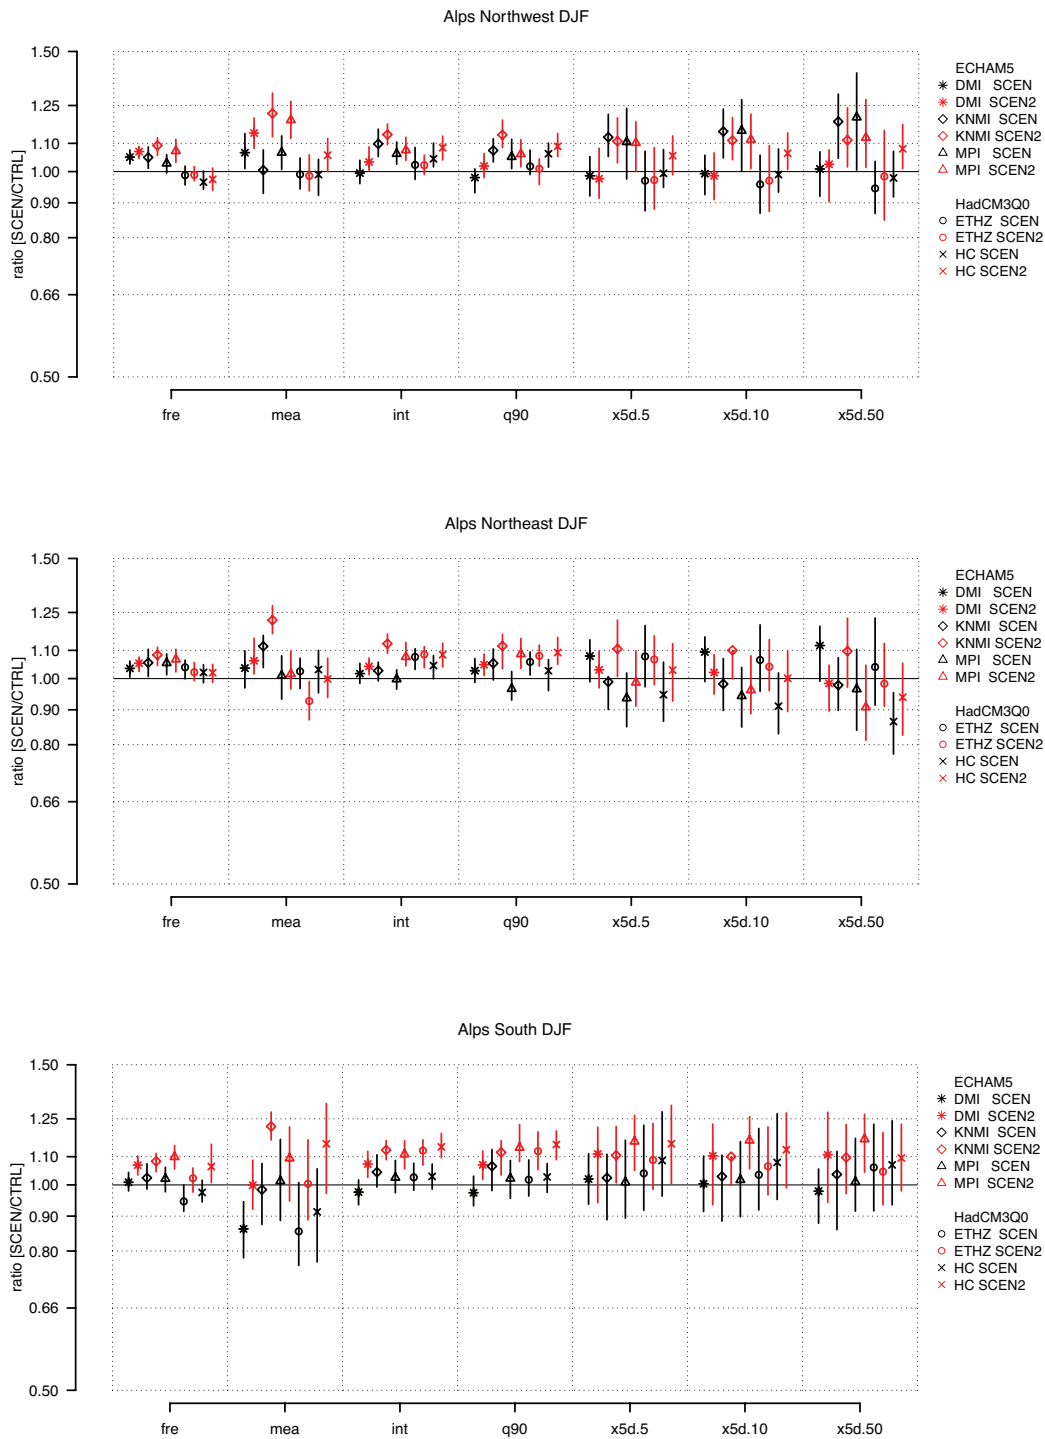 Alps Northwest DJF
ratio [SCEN/CTRL]
1.50
1.25
1.10
1.00
0.90
0.80
0.66
0.50
fre mea int q90 x5d.5 x5d.10 x5d.50
ECHAM5
DMI SCEN
DMI SCEN2
KNMI SCEN
KNMI SCEN2
MPI SCEN
MPI SCEN2
HadCM3Q0
ETHZ SCEN
ETHZ SCEN2
HC SCEN
HC SCEN2
Alps Northeast DJF
ratio [SCEN/CTRL]
1.50
1.25
1.10
1.00
0.90
0.80
0.66
0.50
fre mea int q90 x5d.5 x5d.10 x5d.50
ECHAM5
DMI SCEN
DMI SCEN2
KNMI SCEN
KNMI SCEN2
MPI SCEN
MPI SCEN2
HadCM3Q0
ETHZ SCEN
ETHZ SCEN2
HC SCEN
HC SCEN2
Alps South DJF
ratio [SCEN/CTRL]
1.50
1.25
1.10
1.00
0.90
0.80
0.66
0.50
fre mea int q90 x5d.5 x5d.10 x5d.50
ECHAM5
DMI SCEN
DMI SCEN2
KNMI SCEN
KNMI SCEN2
MPI SCEN
MPI SCEN2
HadCM3Q0
ETHZ SCEN
ETHZ SCEN2
HC SCEN
HC SCEN2